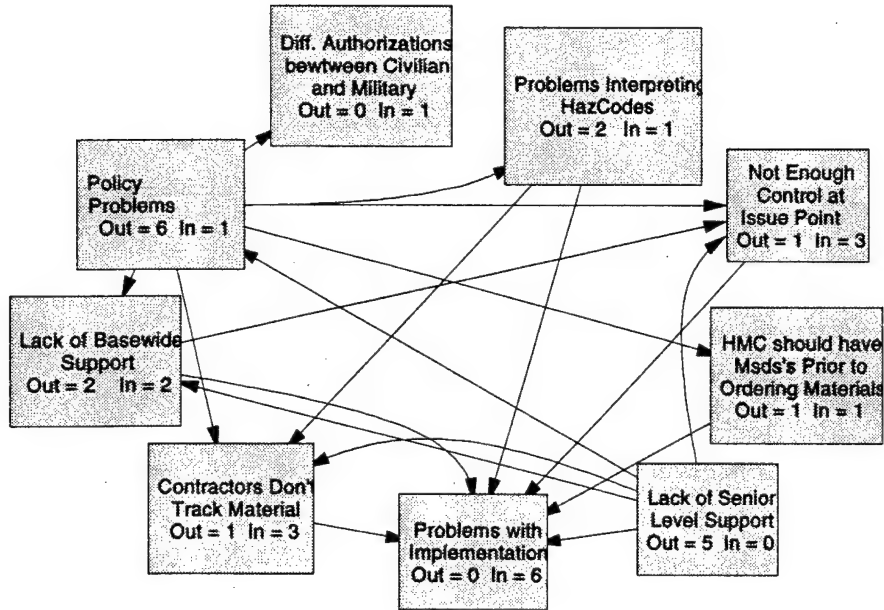 Diff. Authorizations
bewtween Civilian
and Military
Out = 0 In = 1
Problems Interpreting
HazCodes
Out = 2 In = 1
Policy
Problems
Out = 6 In = 1
Not Enough
Control at
Issue Point
Out = 1 In = 3
Lack of Basewide
Support
Out = 2 In = 2
HMC should have
Msds's Prior to
Ordering Materials
Out = 1 In = 1
Contractors Don't
Track Material
Out = 1 In = 3
Problems with
Implementation
Out = 0 In = 6
Lack of Senior
Level Support
Out = 5 In = 0